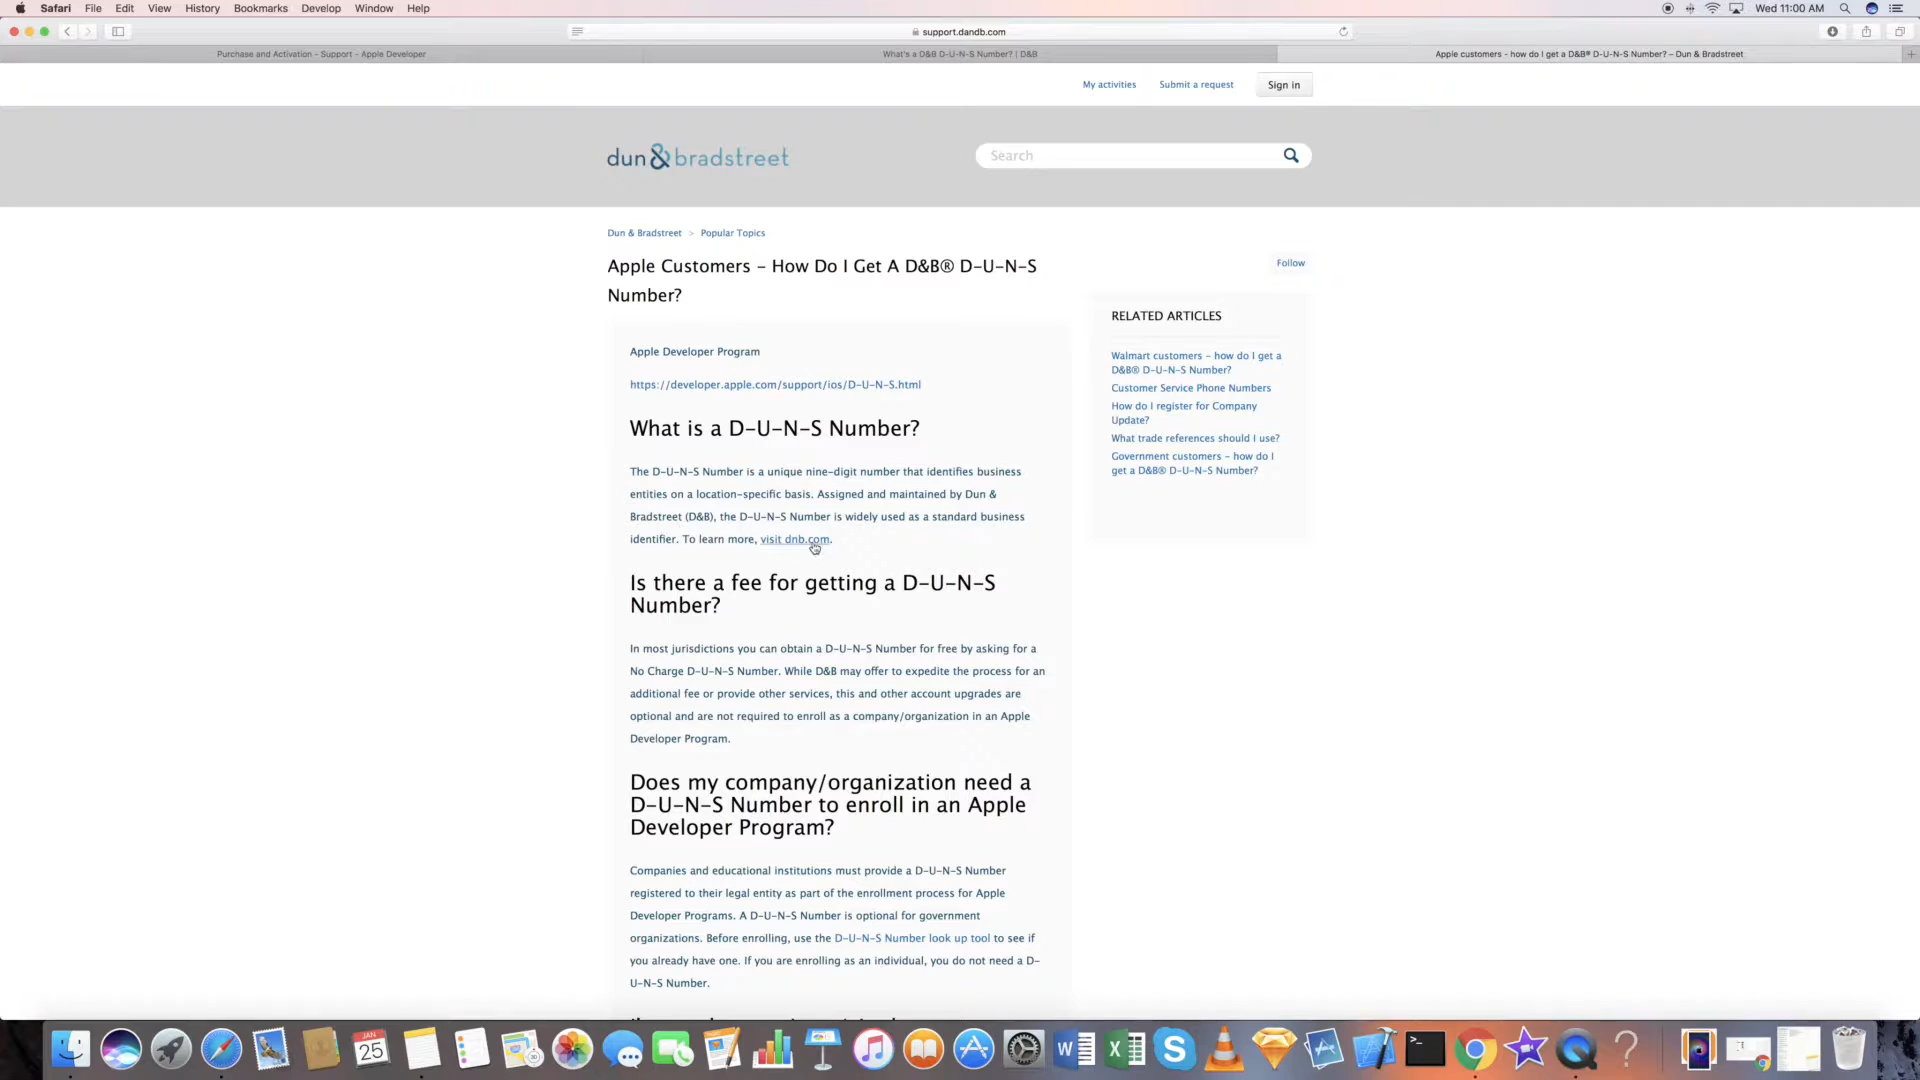 Safari File Edit View History Bookmarks Develop Window Help Wed 11:00 AM
support.dandb.com
Purchase and Activation - Support - Apple Developer What's a D&B D-U-N-S Number? | D&B Apple customers - how do I get a D&B® D-U-N-S Number? – Dun & Bradstreet
My activities Submit a request Sign in
dun & bradstreet Search
Dun & Bradstreet > Popular Topics
Apple Customers - How Do I Get A D&B® D-U-N-S
Number?
Follow
Apple Developer Program
https://developer.apple.com/support/ios/D-U-N-S.html
What is a D-U-N-S Number?
The D-U-N-S Number is a unique nine-digit number that identifies business
entities on a location-specific basis. Assigned and maintained by Dun &
Bradstreet (D&B), the D-U-N-S Number is widely used as a standard business
identifier. To learn more, visit dnb.com.
Is there a fee for getting a D-U-N-S
Number?
In most jurisdictions you can obtain a D-U-N-S Number for free by asking for a
No Charge D-U-N-S Number. While D&B may offer to expedite the process for an
additional fee or provide other services, this and other account upgrades are
optional and are not required to enroll as a company/organization in an Apple
Developer Program.
Does my company/organization need a
D-U-N-S Number to enroll in an Apple
Developer Program?
Companies and educational institutions must provide a D-U-N-S Number
registered to their legal entity as part of the enrollment process for Apple
Developer Programs. A D-U-N-S Number is optional for government
organizations. Before enrolling, use the D-U-N-S Number look up tool to see if
you already have one. If you are enrolling as an individual, you do not need a D-
U-N-S Number.
RELATED ARTICLES
Walmart customers - how do I get a
D&B® D-U-N-S Number?
Customer Service Phone Numbers
How do I register for Company
Update?
What trade references should I use?
Government customers - how do I
get a D&B® D-U-N-S Number?
JAN
25